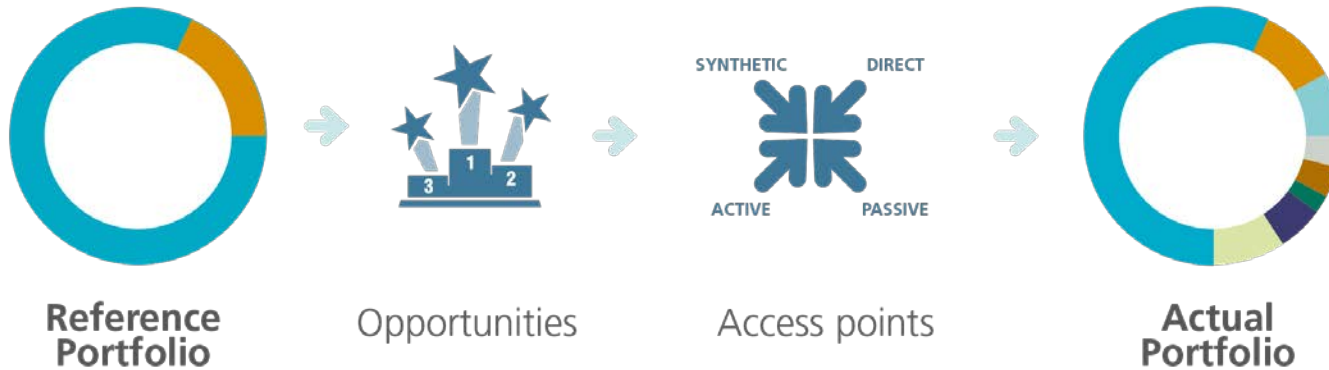 3
1
2
SYNTHETIC
DIRECT
ACTIVE
PASSIVE
Reference
Portfolio
Opportunities
Access points
Actual
Portfolio